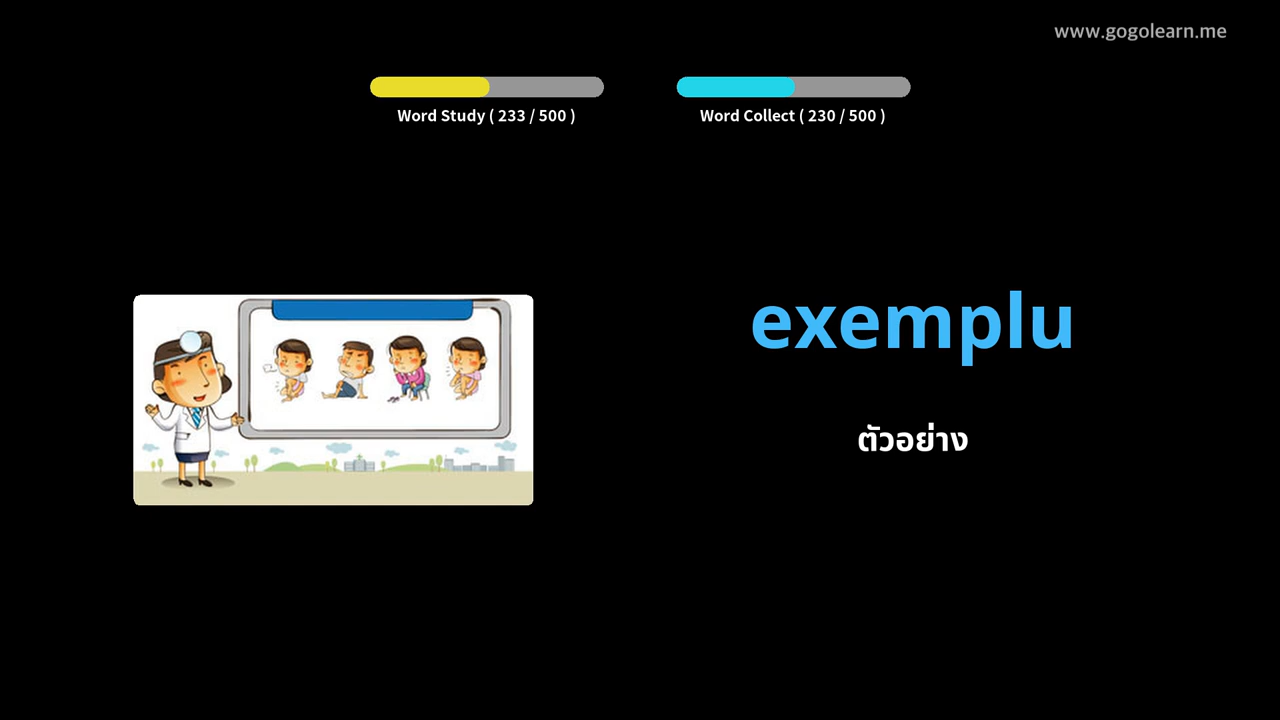 www.gogolearn.me
Word Study ( 233 / 500 )
Word Collect ( 230 / 500 )
exemplu
ตัวอย่าง